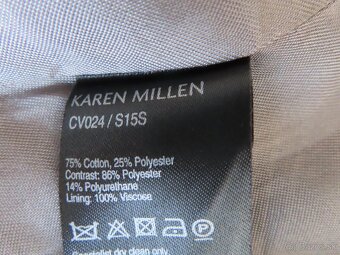 KAREN MILLEN
CV024 / S15S
75% Cotton, 25% Polyester
Contrast: 86% Polyester
14% Polyurethane
Lining: 100% Viscose
dry clean only.